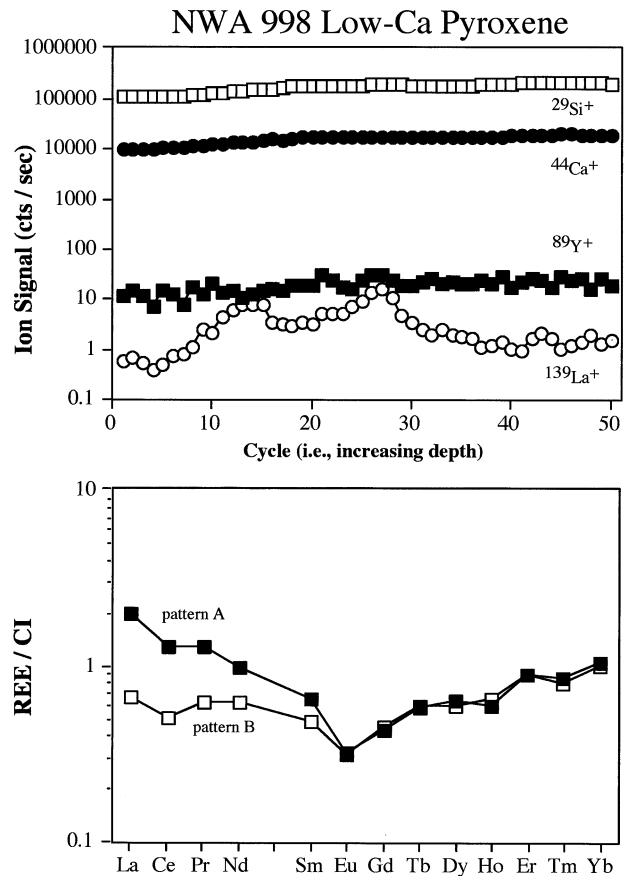 NWA 998 Low-Ca Pyroxene
1000000
100000
10000
1000
100
10
1
0.1
Ion Signal (cts / sec)
29Si+
44Ca+
89Y+
139La+
0 10 20 30 40 50
Cycle (i.e., increasing depth)
10
1
0.1
REE / CI
pattern A
pattern B
La Ce Pr Nd Sm Eu Gd Tb Dy Ho Er Tm Yb